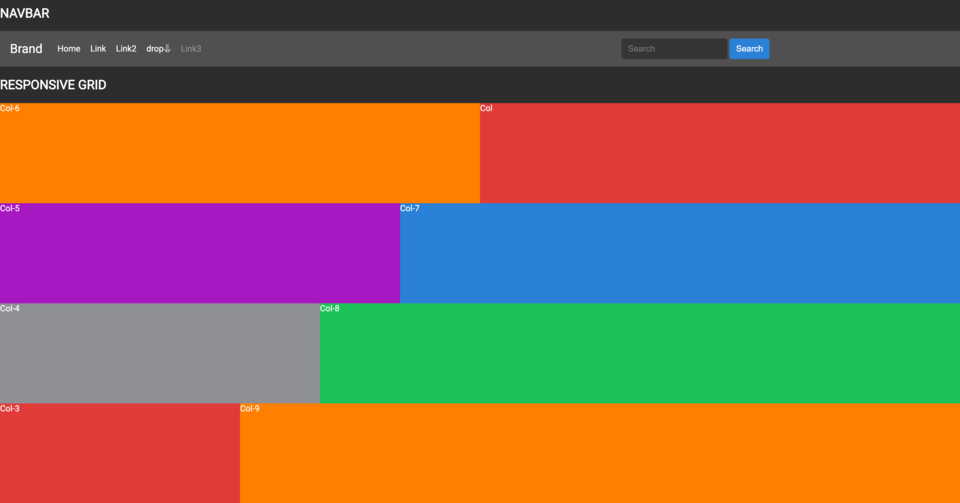 NAVBAR
Brand Home Link Link2 drop⇩ Link3 Search Search
RESPONSIVE GRID
Col-6 Col
Col-5 Col-7
Col-4 Col-8
Col-3 Col-9